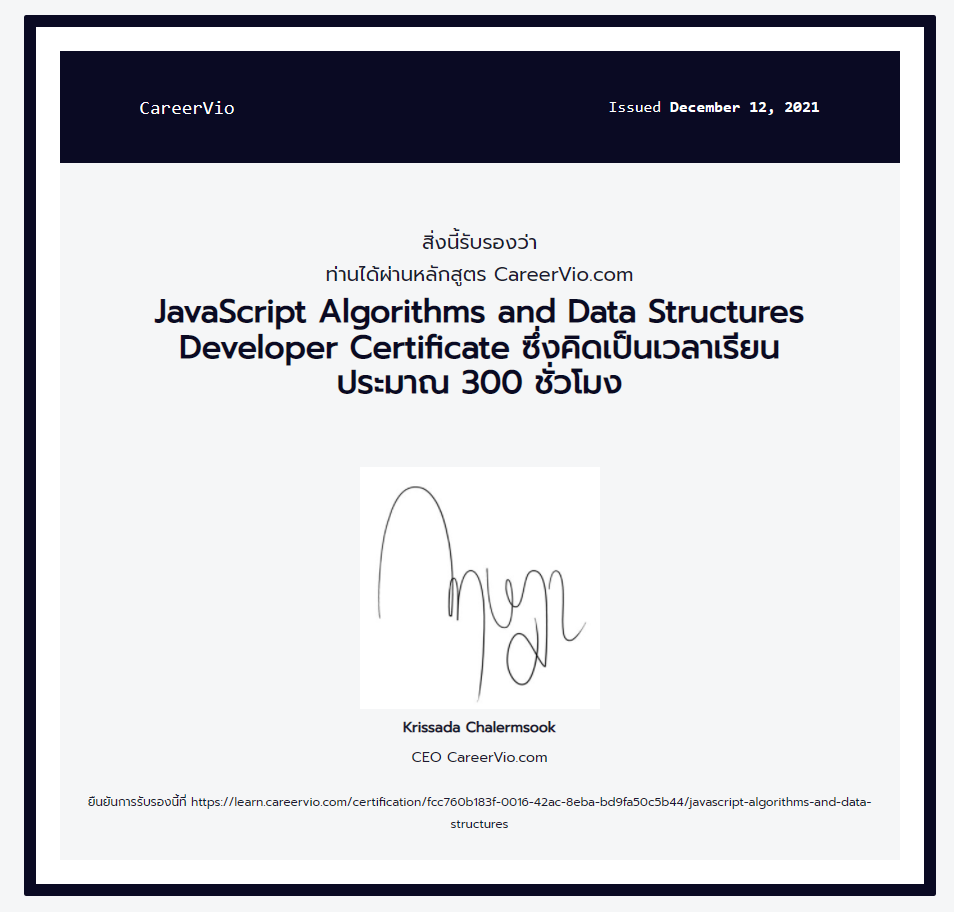 CareerVio
Issued December 12, 2021
สิ่งนี้รับรองว่า
ท่านได้ผ่านหลักสูตร CareerVio.com
JavaScript Algorithms and Data Structures
Developer Certificate ซึ่งคิดเป็นเวลาเรียน
ประมาณ 300 ชั่วโมง
Krissada Chalermsook
CEO CareerVio.com
ยืนยันการรับรองนี้ที่ https://learn.careervio.com/certification/fcc760b183f-0016-42ac-8eba-bd9fa50c5b44/javascript-algorithms-and-data-
structures